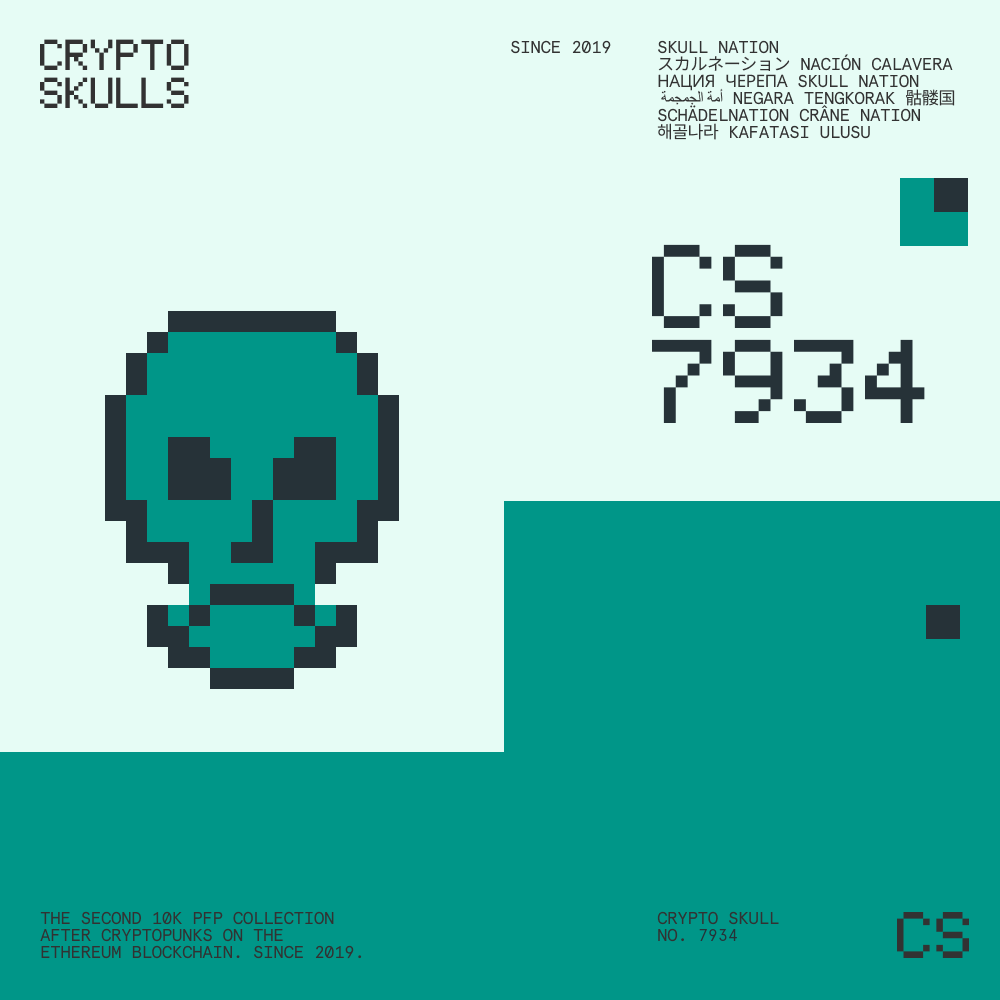 CRYPTO
SKULLS
SINCE 2019
SKULL NATION
スカルネーション NACIÓN CALAVERA
НАЦИЯ ЧЕРЕПА SKULL NATION
أمة الجمجمة NEGARA TENGKORAK 骷髅国
SCHÄDELNATION CRÂNE NATION
해골나라 KAFATASI ULUSU
CS
7934
THE SECOND 10K PFP COLLECTION
AFTER CRYPTOPUNKS ON THE
ETHEREUM BLOCKCHAIN. SINCE 2019.
CRYPTO SKULL
NO. 7934
CS